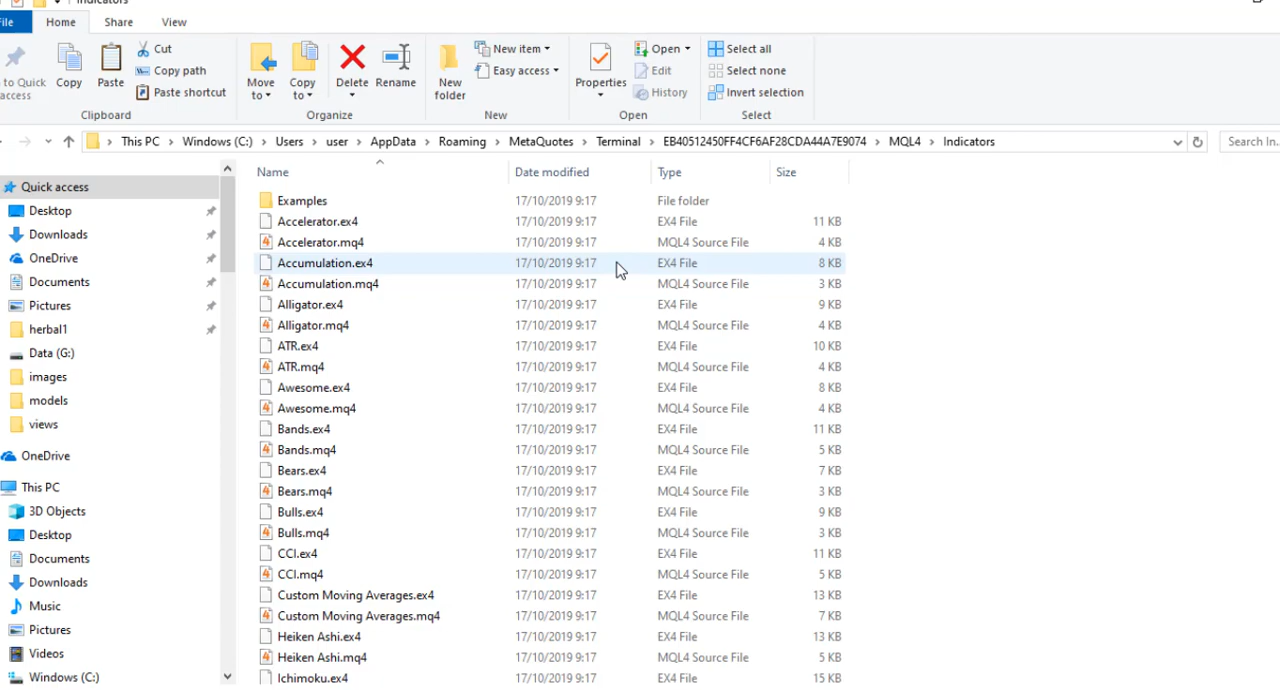 Indicators
File Home Share View
Cut
Copy path
Paste shortcut
to Quick access
Copy
Paste
Clipboard
Move to
Copy to
Delete
Rename
Organize
New folder
New item
Easy access
New
Properties
Open
Edit
History
Open
Select all
Select none
Invert selection
Select
This PC > Windows (C:) > Users > user > AppData > Roaming > MetaQuotes > Terminal > EB40512450FF4CF6AF28CDA44A7E9074 > MQL4 > Indicators
Search In...
Quick access
Desktop
Downloads
OneDrive
Documents
Pictures
herbal1
Data (G:)
images
models
views
OneDrive
This PC
3D Objects
Desktop
Documents
Downloads
Music
Pictures
Videos
Windows (C:)
Name Date modified Type Size
Examples 17/10/2019 9:17 File folder
Accelerator.ex4 17/10/2019 9:17 EX4 File 11 KB
Accelerator.mq4 17/10/2019 9:17 MQL4 Source File 4 KB
Accumulation.ex4 17/10/2019 9:17 EX4 File 8 KB
Accumulation.mq4 17/10/2019 9:17 MQL4 Source File 3 KB
Alligator.ex4 17/10/2019 9:17 EX4 File 9 KB
Alligator.mq4 17/10/2019 9:17 MQL4 Source File 4 KB
ATR.ex4 17/10/2019 9:17 EX4 File 10 KB
ATR.mq4 17/10/2019 9:17 MQL4 Source File 4 KB
Awesome.ex4 17/10/2019 9:17 EX4 File 8 KB
Awesome.mq4 17/10/2019 9:17 MQL4 Source File 4 KB
Bands.ex4 17/10/2019 9:17 EX4 File 11 KB
Bands.mq4 17/10/2019 9:17 MQL4 Source File 5 KB
Bears.ex4 17/10/2019 9:17 EX4 File 7 KB
Bears.mq4 17/10/2019 9:17 MQL4 Source File 3 KB
Bulls.ex4 17/10/2019 9:17 EX4 File 9 KB
Bulls.mq4 17/10/2019 9:17 MQL4 Source File 3 KB
CCI.ex4 17/10/2019 9:17 EX4 File 11 KB
CCI.mq4 17/10/2019 9:17 MQL4 Source File 5 KB
Custom Moving Averages.ex4 17/10/2019 9:17 EX4 File 13 KB
Custom Moving Averages.mq4 17/10/2019 9:17 MQL4 Source File 7 KB
Heiken Ashi.ex4 17/10/2019 9:17 EX4 File 13 KB
Heiken Ashi.mq4 17/10/2019 9:17 MQL4 Source File 5 KB
Ichimoku.ex4 17/10/2019 9:17 EX4 File 15 KB